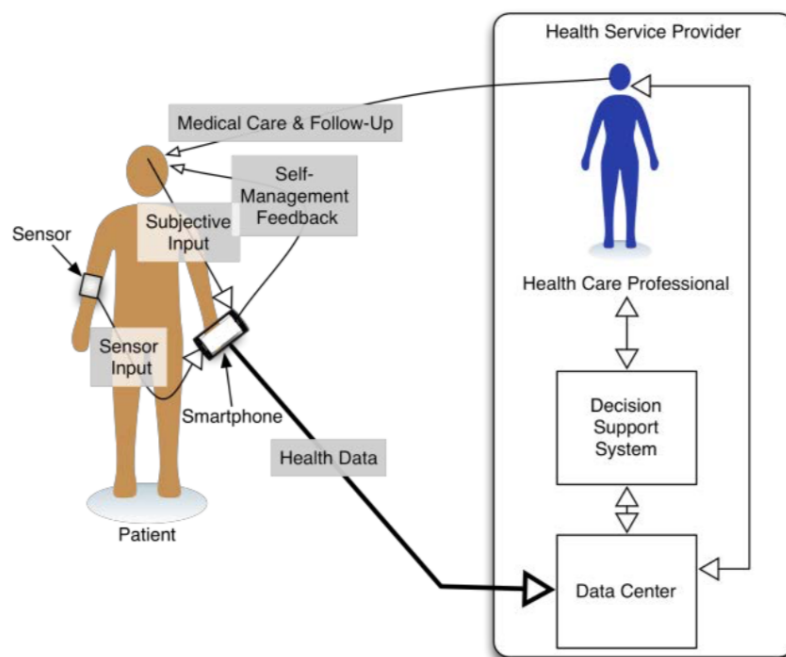 Health Service Provider
Medical Care & Follow-Up
Self-
Management
Feedback
Subjective
Input
Sensor
Health Care Professional
Sensor
Input
Smartphone
Decision
Support
System
Health Data
Patient
Data Center